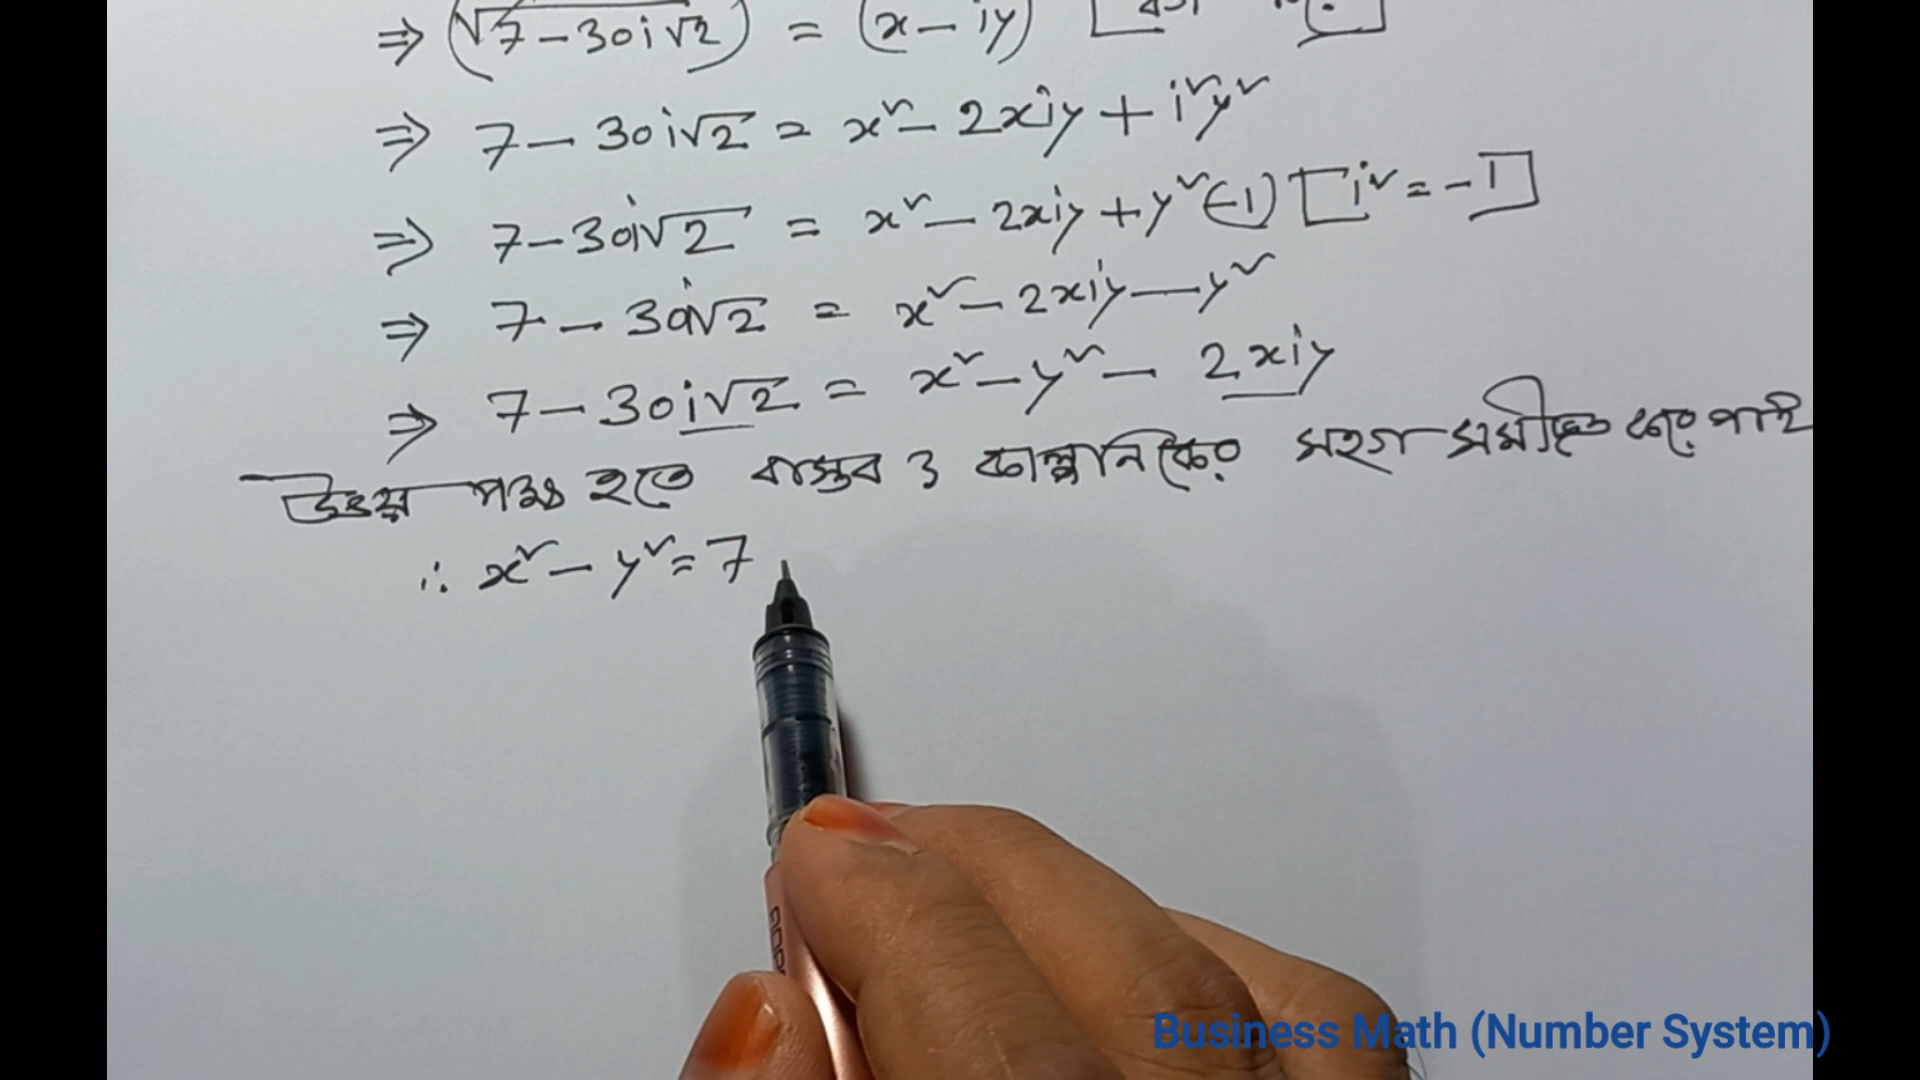 ⇒ (√7-30i√2) = (x-iy)
⇒ 7-30i√2 = x²-2xiy+i²y²
⇒ 7-30i√2 = x²-2xiy+y²(-1) [i²=-1]
⇒ 7-30i√2 = x²-2xiy-y²
⇒ 7-30i√2 = x²-y²-2xiy
উভয় পক্ষ হতে বাস্তব ও কাল্পনিকের সহগ সমীকৃত করে পাই
∴ x²-y²=7
Business Math (Number System)